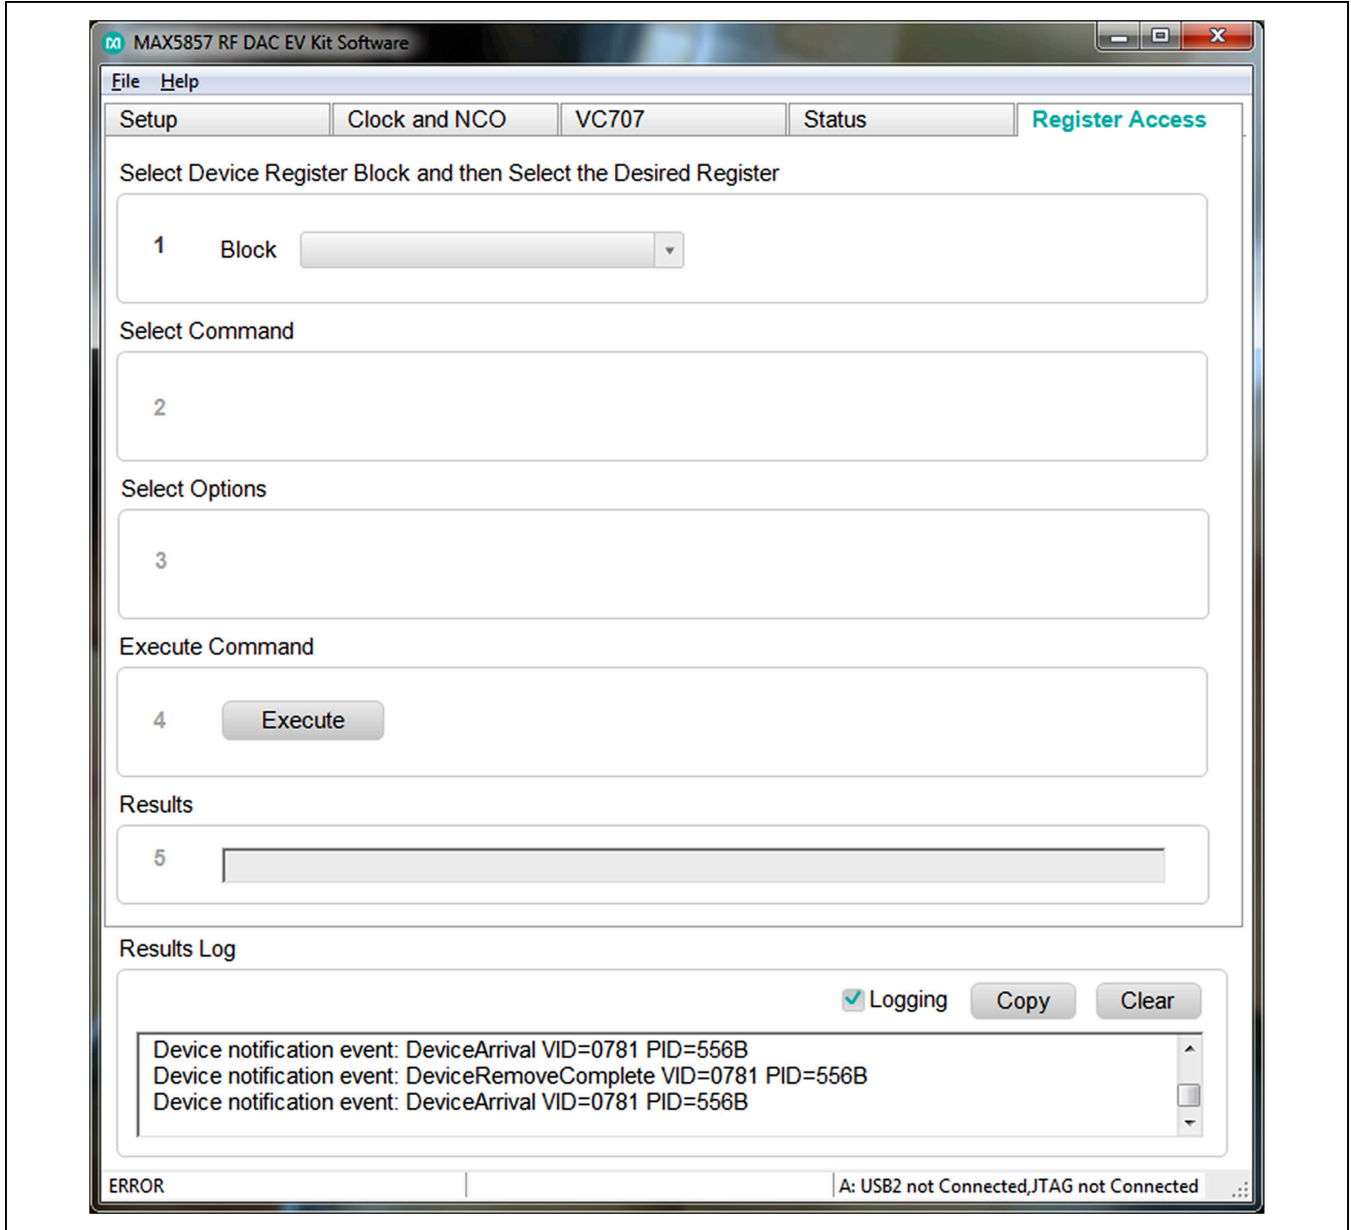 MAX5857 RF DAC EV Kit Software
File Help
Setup Clock and NCO VC707 Status Register Access
Select Device Register Block and then Select the Desired Register
1 Block
Select Command
2
Select Options
3
Execute Command
4 Execute
Results
5
Results Log
Logging Copy Clear
Device notification event: DeviceArrival VID=0781 PID=556B
Device notification event: DeviceRemoveComplete VID=0781 PID=556B
Device notification event: DeviceArrival VID=0781 PID=556B
ERROR A: USB2 not Connected,JTAG not Connected